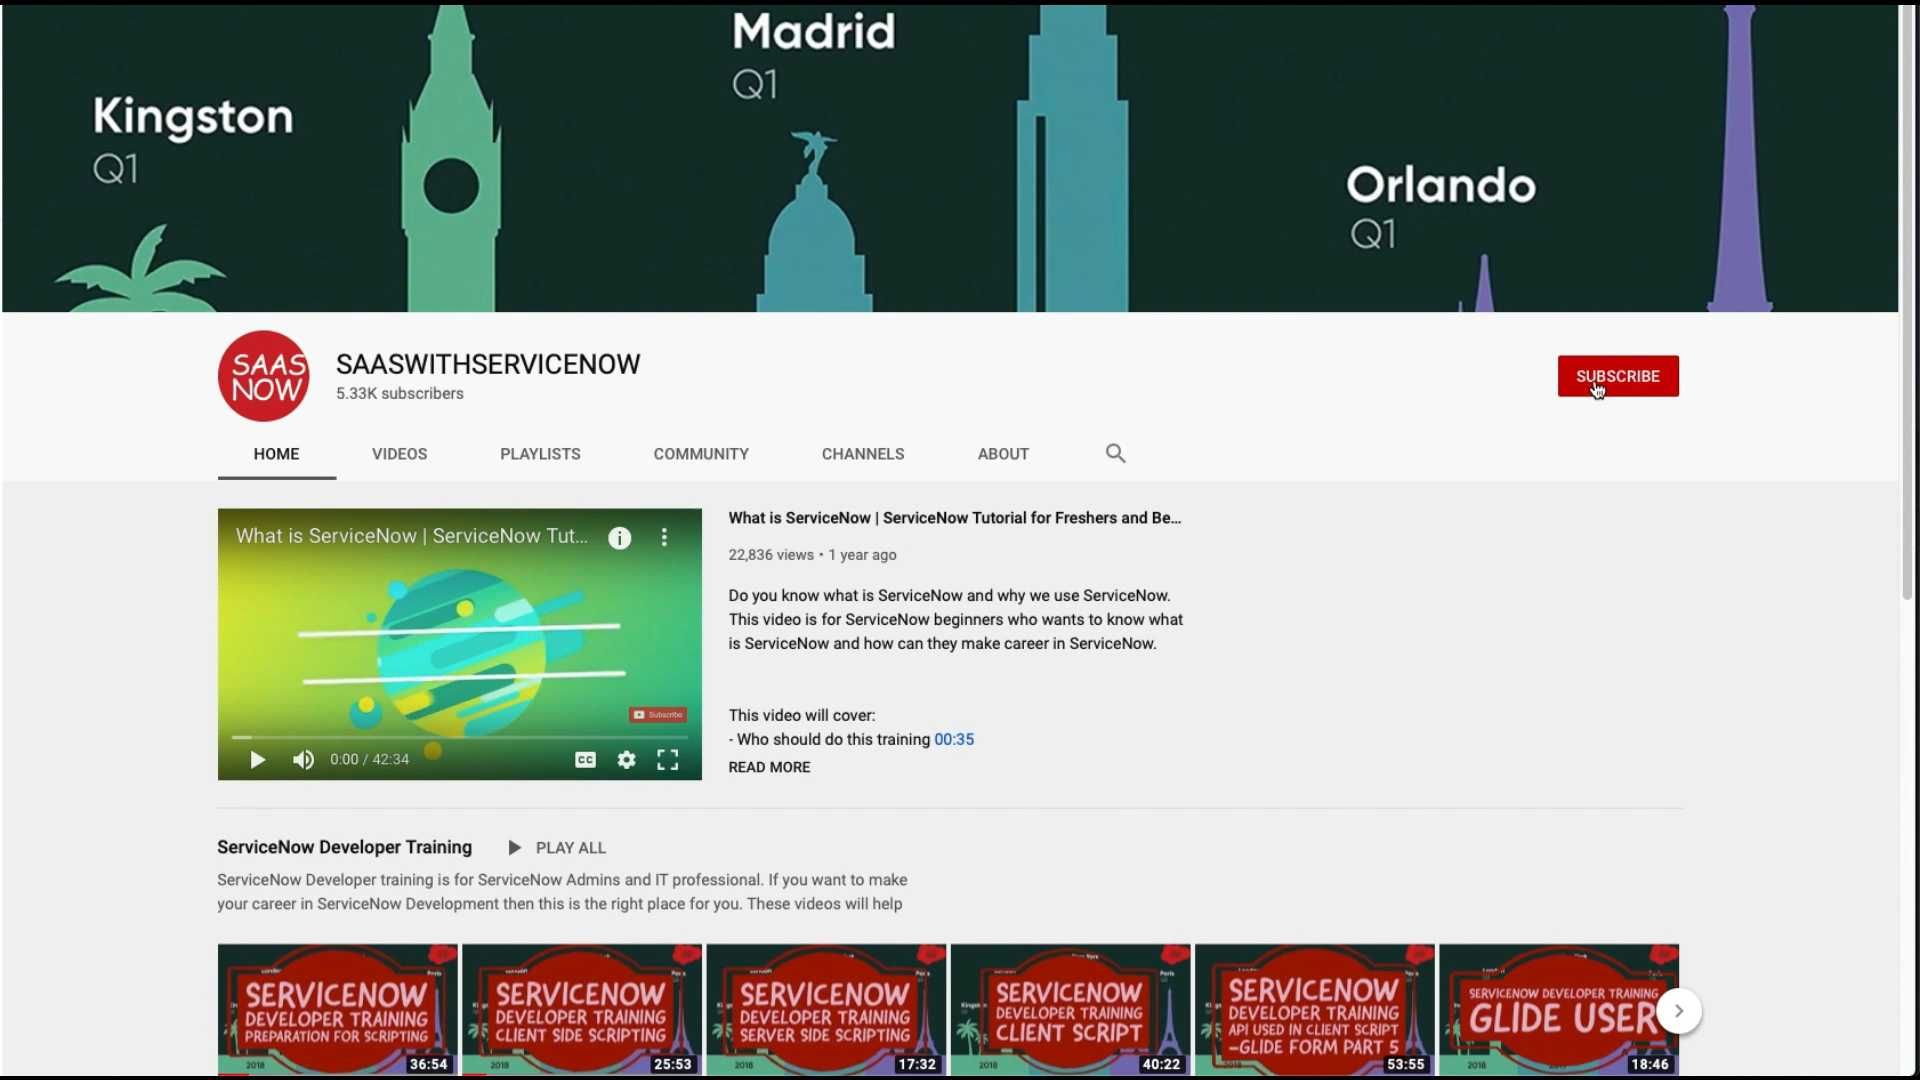 Madrid
Q1
Kingston
Q1
Orlando
Q1
SAAS
NOW
SAASWITHSERVICENOW
5.33K subscribers
SUBSCRIBE
HOME VIDEOS PLAYLISTS COMMUNITY CHANNELS ABOUT
What is ServiceNow | ServiceNow Tut...
Subscribe
0:00 / 42:34
CC
What is ServiceNow | ServiceNow Tutorial for Freshers and Be...
22,836 views • 1 year ago
Do you know what is ServiceNow and why we use ServiceNow.
This video is for ServiceNow beginners who wants to know what
is ServiceNow and how can they make career in ServiceNow.
This video will cover:
- Who should do this training 00:35
READ MORE
ServiceNow Developer Training PLAY ALL
ServiceNow Developer training is for ServiceNow Admins and IT professional. If you want to make
your career in ServiceNow Development then this is the right place for you. These videos will help
SERVICENOW
DEVELOPER TRAINING
PREPARATION FOR SCRIPTING
2018
36:54
SERVICENOW
DEVELOPER TRAINING
CLIENT SIDE SCRIPTING
2018
25:53
SERVICENOW
DEVELOPER TRAINING
SERVER SIDE SCRIPTING
2018
17:32
SERVICENOW
DEVELOPER TRAINING
CLIENT SCRIPT
2018
40:22
SERVICENOW
DEVELOPER TRAINING
API USED IN CLIENT SCRIPT
-GLIDE FORM PART 5
53:55
SERVICENOW DEVELOPER TRAINING
GLIDE USER
2018
18:46